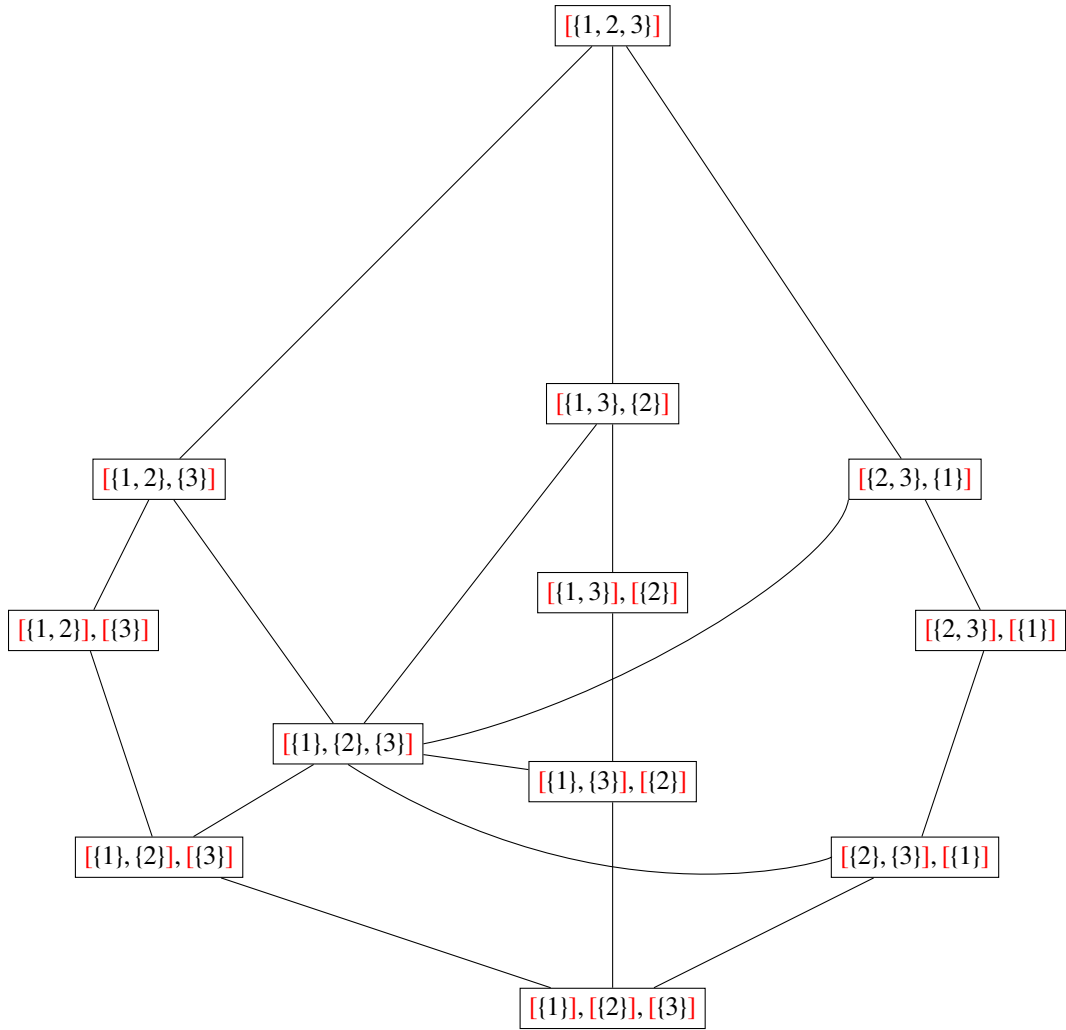 [{1, 2, 3}]
[{1, 3}, {2}]
[{1, 2}, {3}]
[{2, 3}, {1}]
[{1, 3}], [{2}]
[{1, 2}], [{3}]
[{2, 3}], [{1}]
[{1}, {2}, {3}]
[{1}, {3}], [{2}]
[{1}, {2}], [{3}]
[{2}, {3}], [{1}]
[{1}], [{2}], [{3}]